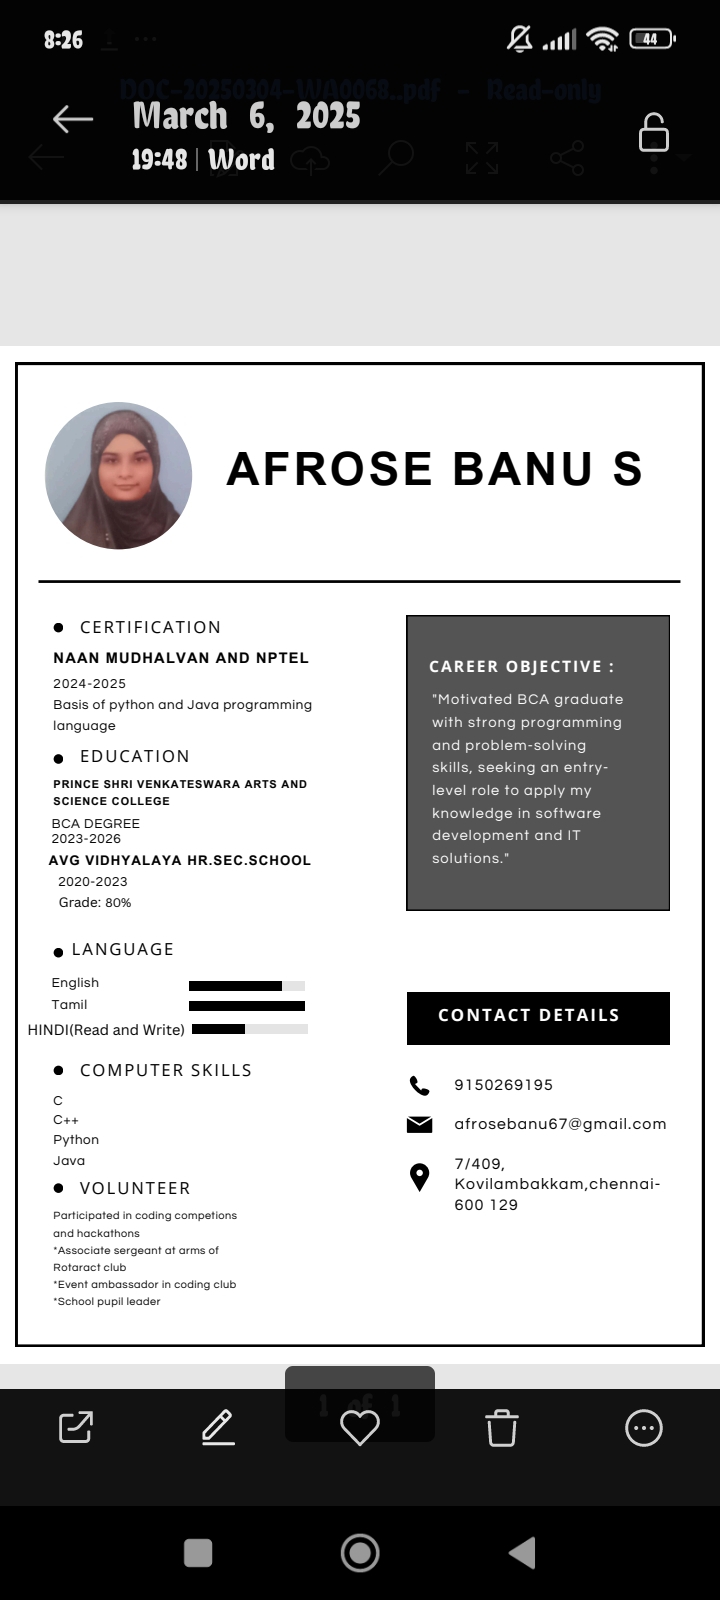 8:26
44
DOC-20250304-WA0068..pdf - Read-only
March 6, 2025
19:48 | Word
AFROSE BANU S
CERTIFICATION
NAAN MUDHALVAN AND NPTEL
2024-2025
Basis of python and Java programming
language
EDUCATION
PRINCE SHRI VENKATESWARA ARTS AND
SCIENCE COLLEGE
BCA DEGREE
2023-2026
AVG VIDHYALAYA HR.SEC.SCHOOL
2020-2023
Grade: 80%
LANGUAGE
English
Tamil
HINDI(Read and Write)
COMPUTER SKILLS
C
C++
Python
Java
VOLUNTEER
Participated in coding competions
and hackathons
*Associate sergeant at arms of
Rotaract club
*Event ambassador in coding club
*School pupil leader
CAREER OBJECTIVE :
"Motivated BCA graduate
with strong programming
and problem-solving
skills, seeking an entry-
level role to apply my
knowledge in software
development and IT
solutions."
CONTACT DETAILS
9150269195
afrosebanu67@gmail.com
7/409,
Kovilambakkam,chennai-
600 129
1 of 1